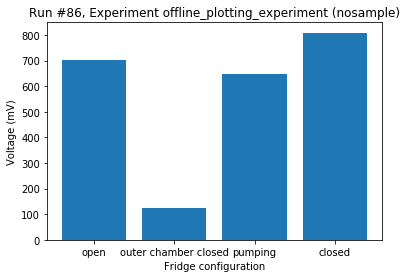 Run #86, Experiment offline_plotting_experiment (nosample)
800
700
600
500
400
300
200
100
0
Voltage (mV)
open outer chamber closed pumping closed
Fridge configuration